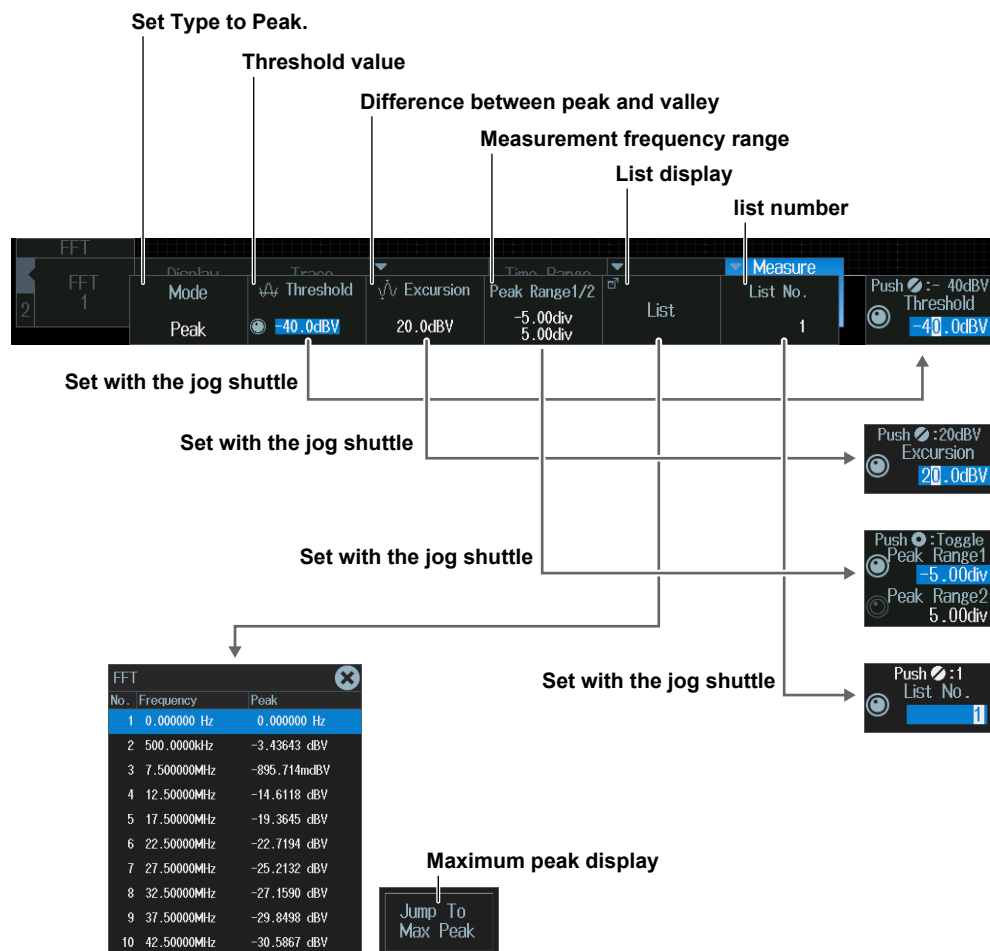 Set Type to Peak.
Threshold value
Difference between peak and valley
Measurement frequency range
List display
list number
FFT
Display
Trace
Time Range
Measure
2
FFT
1
Mode
Peak
Threshold
-40.0dBV
Excursion
20.0dBV
Peak Range1/2
-5.00div
5.00div
List
List No.
1
Push :- 40dBV
Threshold
-40.0dBV
Set with the jog shuttle
Set with the jog shuttle
Push :20dBV
Excursion
20.0dBV
Set with the jog shuttle
Push :Toggle
Peak Range1
-5.00div
Peak Range2
5.00div
Set with the jog shuttle
Push :1
List No.
1
FFT
No. Frequency Peak
1 0.000000 Hz 0.000000 Hz
2 500.0000kHz -3.43643 dBV
3 7.500000MHz -895.714mdBV
4 12.50000MHz -14.6118 dBV
5 17.50000MHz -19.3645 dBV
6 22.50000MHz -22.7194 dBV
7 27.50000MHz -25.2132 dBV
8 32.50000MHz -27.1590 dBV
9 37.50000MHz -29.8498 dBV
10 42.50000MHz -30.5867 dBV
Maximum peak display
Jump To
Max Peak